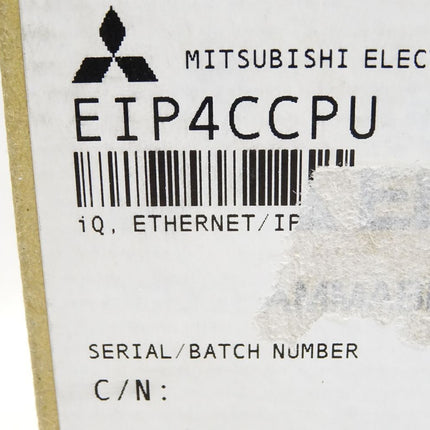 MITSUBISHI ELEC
EIP4CCPU
iQ, ETHERNET/IP
SERIAL/BATCH NUMBER
C/N: